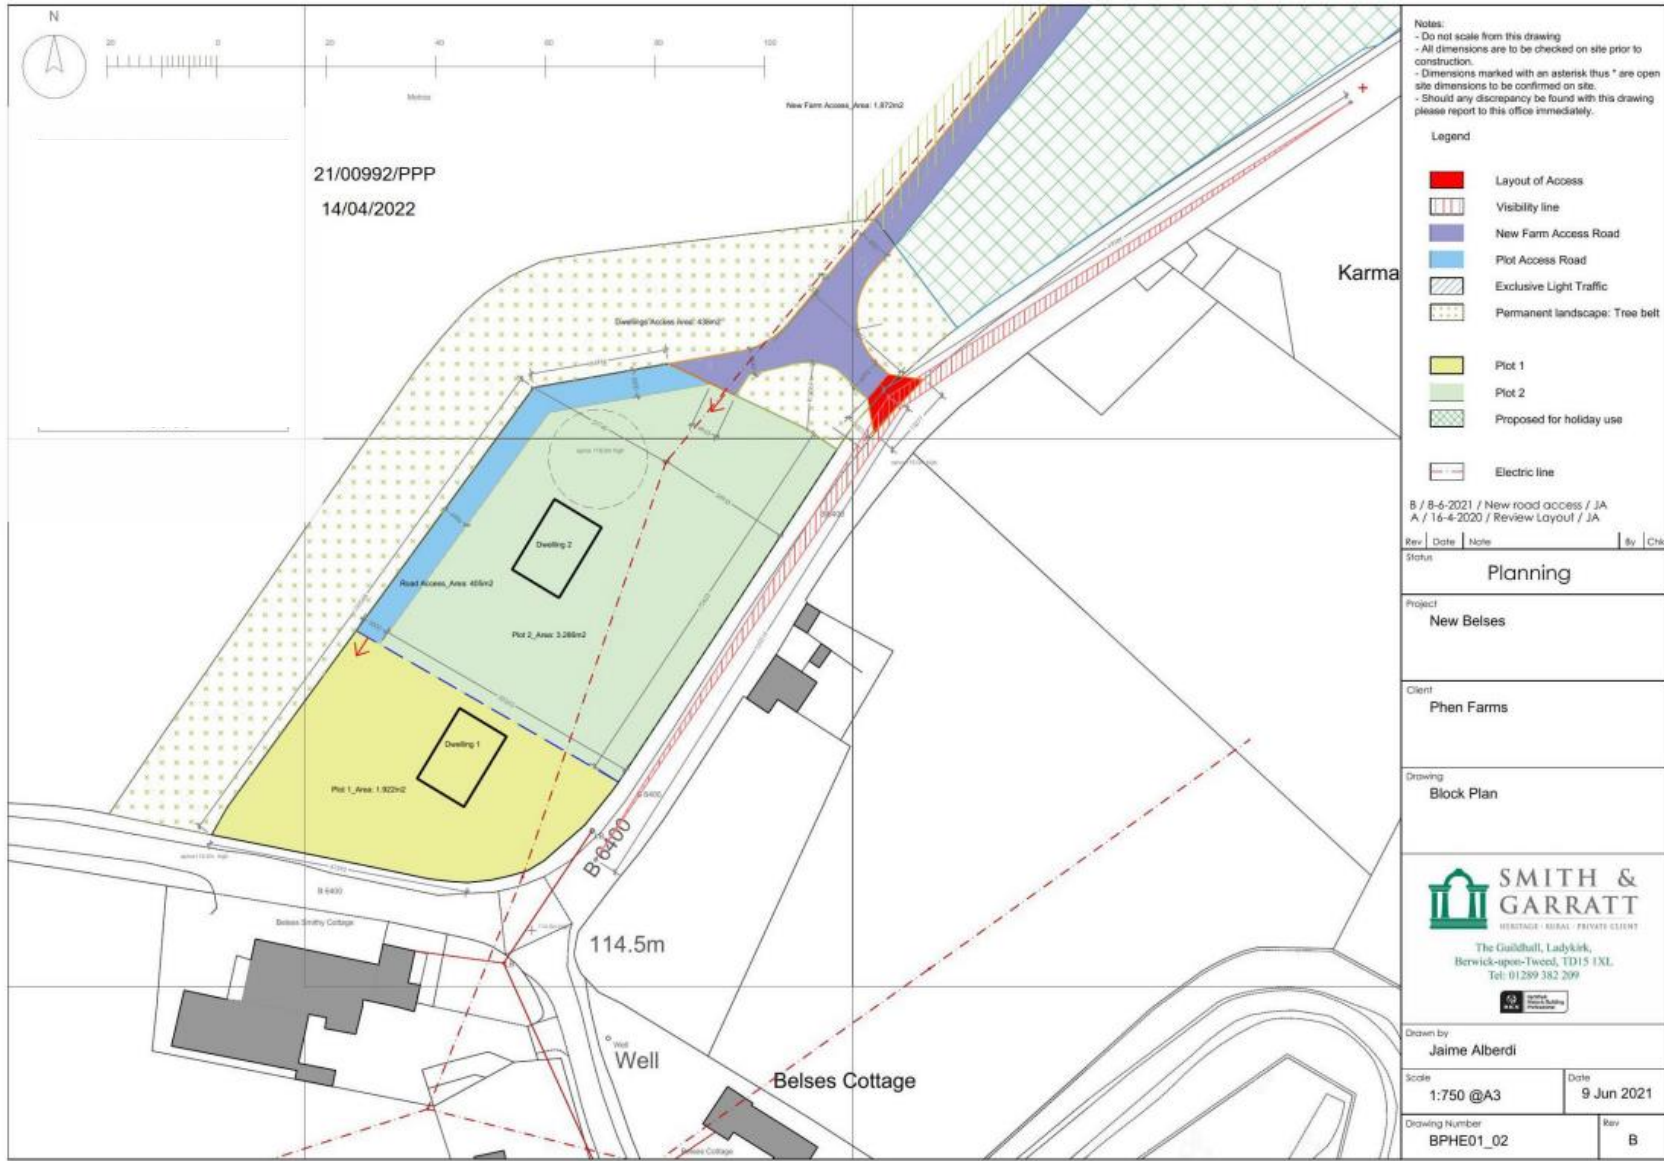 N
20 0 20 40 60 80 100
Metres
New Farm Access_Area: 1,872m2
21/00992/PPP
14/04/2022
Karma
Dwellings Access Area: 436m2
Dwelling 2
Road Access_Area: 405m2
Plot 2_Area: 3.286m2
Dwelling 1
Plot 1_Area: 1.922m2
B 6400
B 6400
B 6400
Belses Smithy Cottage
114.5m
Well
Well
Belses Cottage
Belses Cottage
Notes:
- Do not scale from this drawing
- All dimensions are to be checked on site prior to
construction.
- Dimensions marked with an asterisk thus * are open
site dimensions to be confirmed on site.
- Should any discrepancy be found with this drawing
please report to this office immediately.
Legend
Layout of Access
Visibility line
New Farm Access Road
Plot Access Road
Exclusive Light Traffic
Permanent landscape: Tree belt
Plot 1
Plot 2
Proposed for holiday use
Electric line
B / 8-6-2021 / New road access / JA
A / 16-4-2020 / Review Layout / JA
Rev Date Note By Chk
Status
Planning
Project
New Belses
Client
Phen Farms
Drawing
Block Plan
SMITH &
GARRATT
HERITAGE · RURAL · PRIVATE CLIENT
The Guildhall, Ladykirk,
Berwick-upon-Tweed, TD15 1XL
Tel: 01289 382 209
Drawn by
Jaime Alberdi
Scale
1:750 @A3
Date
9 Jun 2021
Drawing Number
BPHE01_02
Rev
B